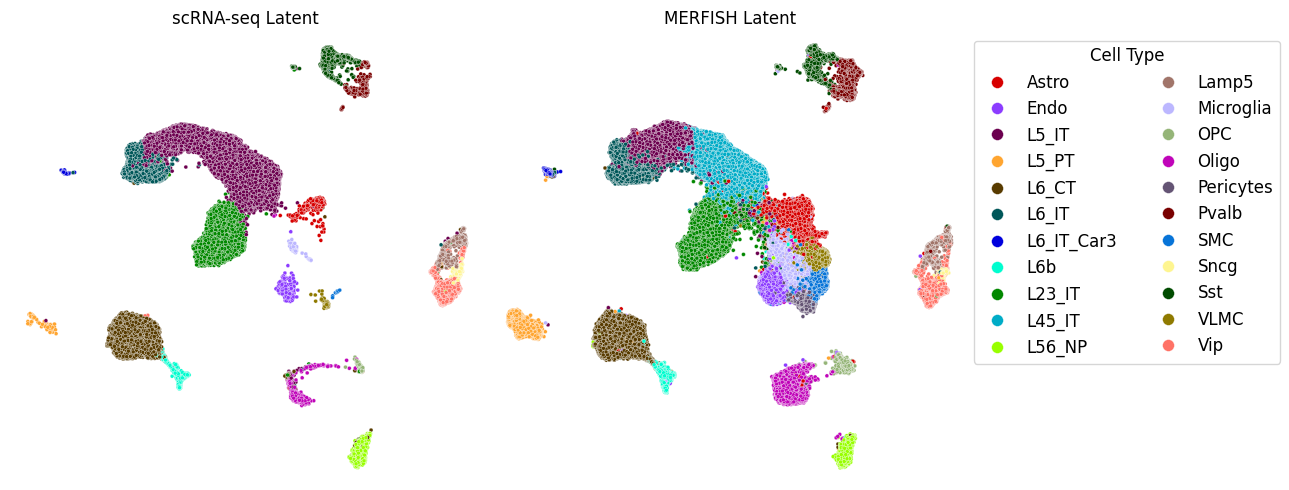 scRNA-seq Latent
MERFISH Latent
Cell Type
Astro
Endo
L5_IT
L5_PT
L6_CT
L6_IT
L6_IT_Car3
L6b
L23_IT
L45_IT
L56_NP
Lamp5
Microglia
OPC
Oligo
Pericytes
Pvalb
SMC
Sncg
Sst
VLMC
Vip